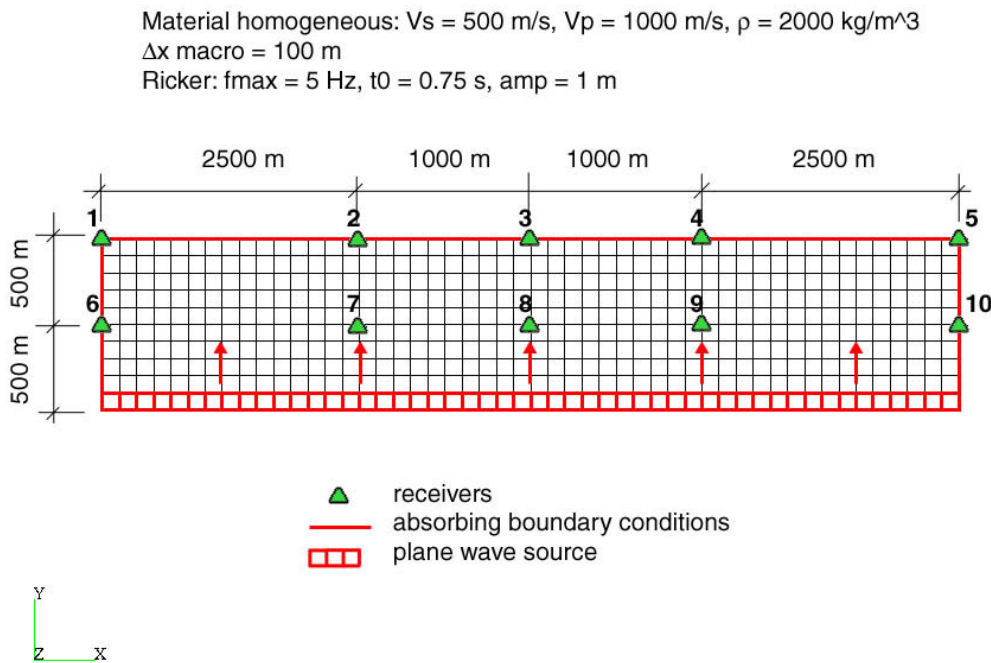 Material homogeneous: Vs = 500 m/s, Vp = 1000 m/s, ρ = 2000 kg/m^3
Δx macro = 100 m
Ricker: fmax = 5 Hz, t0 = 0.75 s, amp = 1 m
2500 m 1000 m 1000 m 2500 m
1 2 3 4 5
500 m
6 7 8 9 10
500 m
receivers
absorbing boundary conditions
plane wave source
Y
Z X